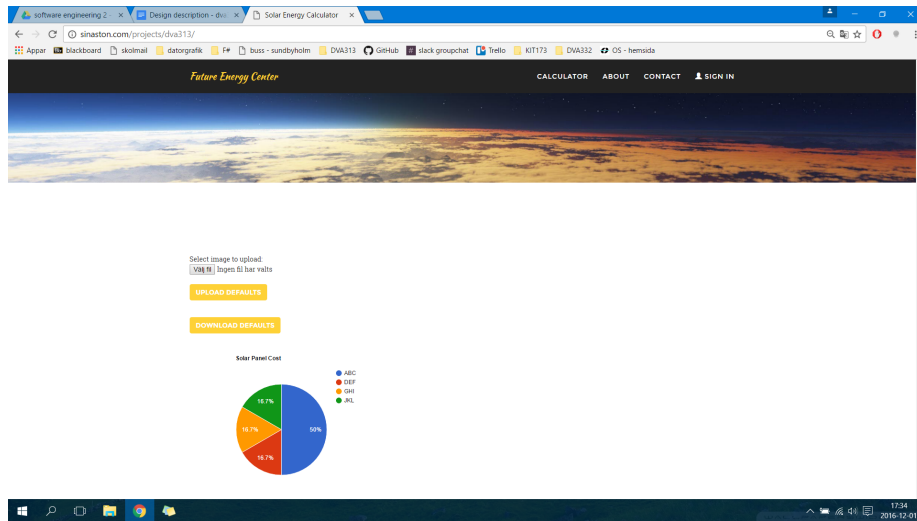 software engineering 2 -
Design description - dva
Solar Energy Calculator
sinaston.com/projects/dva313/
Appar
blackboard
skolmail
datorgrafik
F#
buss - sundbyholm
DVA313
GitHub
slack groupchat
Trello
KIT173
DVA332
OS - hemsida
Future Energy Center
CALCULATOR
ABOUT
CONTACT
SIGN IN
Select image to upload:
Välj fil Ingen fil har valts
UPLOAD DEFAULTS
DOWNLOAD DEFAULTS
Solar Panel Cost
ABC
DEF
GHI
JKL
16.7%
16.7%
50%
16.7%
17:34
2016-12-01